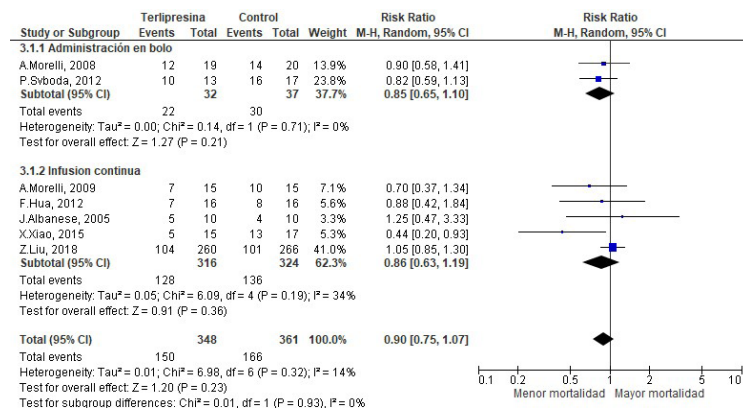 Terlipresina Control Risk Ratio Risk Ratio
Study or Subgroup Events Total Events Total Weight M-H, Random, 95% CI M-H, Random, 95% CI
3.1.1 Administración en bolo
A.Morelli, 2008 12 19 14 20 13.9% 0.90 [0.58, 1.41]
P.Svboda, 2012 10 13 16 17 23.8% 0.82 [0.59, 1.13]
Subtotal (95% CI) 32 37 37.7% 0.85 [0.65, 1.10]
Total events 22 30
Heterogeneity: Tau² = 0.00; Chi² = 0.14, df = 1 (P = 0.71); I² = 0%
Test for overall effect: Z = 1.27 (P = 0.21)
3.1.2 Infusion continua
A.Morelli, 2009 7 15 10 15 7.1% 0.70 [0.37, 1.34]
F.Hua, 2012 7 16 8 16 5.6% 0.88 [0.42, 1.84]
J.Albanese, 2005 5 10 4 10 3.3% 1.25 [0.47, 3.33]
X.Xiao, 2015 5 15 13 17 5.3% 0.44 [0.20, 0.93]
Z.Liu, 2018 104 260 101 266 41.0% 1.05 [0.85, 1.30]
Subtotal (95% CI) 316 324 62.3% 0.86 [0.63, 1.19]
Total events 128 136
Heterogeneity: Tau² = 0.05; Chi² = 6.09, df = 4 (P = 0.19); I² = 34%
Test for overall effect: Z = 0.91 (P = 0.36)
Total (95% CI) 348 361 100.0% 0.90 [0.75, 1.07]
Total events 150 166
Heterogeneity: Tau² = 0.01; Chi² = 6.98, df = 6 (P = 0.32); I² = 14%
Test for overall effect: Z = 1.20 (P = 0.23)
Test for subgroup differences: Chi² = 0.01, df = 1 (P = 0.93), I² = 0%
0.1 0.2 0.5 1 2 5 10
Menor mortalidad Mayor mortalidad